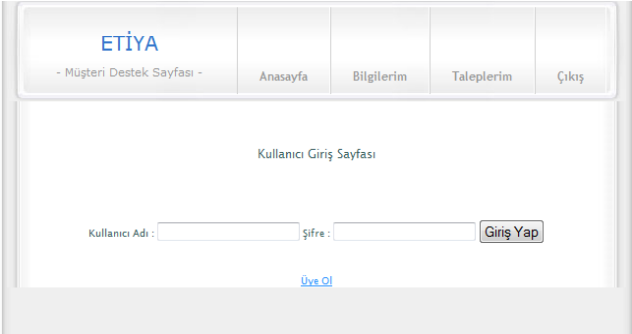 ETİYA
- Müşteri Destek Sayfası -
Anasayfa Bilgilerim Taleplerim Çıkış
Kullanıcı Giriş Sayfası
Kullanıcı Adı : Şifre : Giriş Yap
Üye Ol